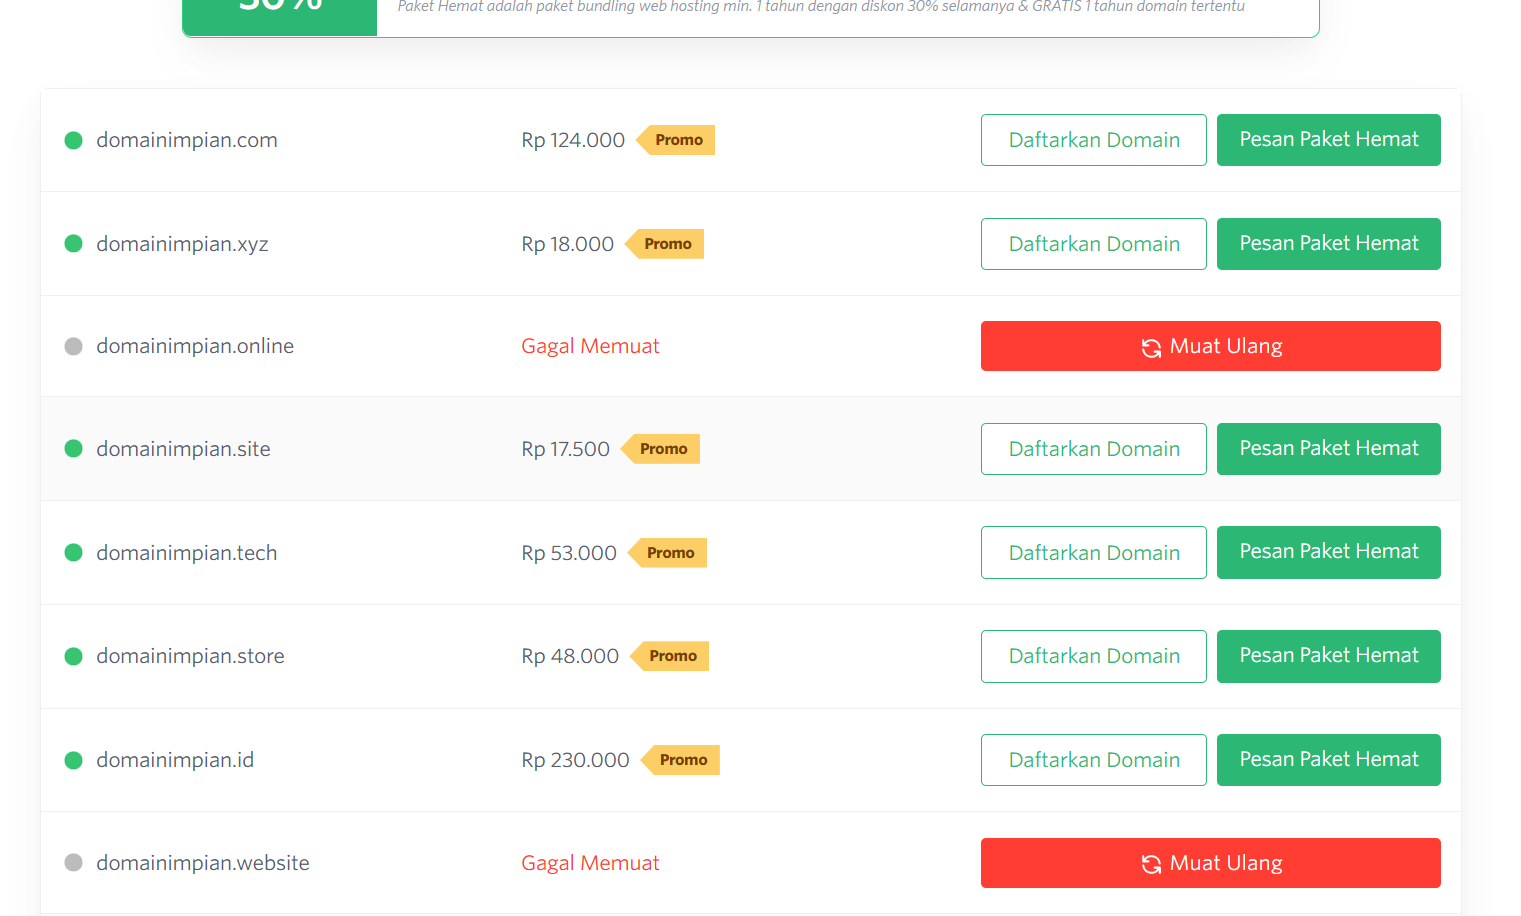 30%
Paket Hemat adalah paket bundling web hosting min. 1 tahun dengan diskon 30% selamanya & GRATIS 1 tahun domain tertentu
domainimpian.com Rp 124.000 Promo Daftarkan Domain Pesan Paket Hemat
domainimpian.xyz Rp 18.000 Promo Daftarkan Domain Pesan Paket Hemat
domainimpian.online Gagal Memuat Muat Ulang
domainimpian.site Rp 17.500 Promo Daftarkan Domain Pesan Paket Hemat
domainimpian.tech Rp 53.000 Promo Daftarkan Domain Pesan Paket Hemat
domainimpian.store Rp 48.000 Promo Daftarkan Domain Pesan Paket Hemat
domainimpian.id Rp 230.000 Promo Daftarkan Domain Pesan Paket Hemat
domainimpian.website Gagal Memuat Muat Ulang